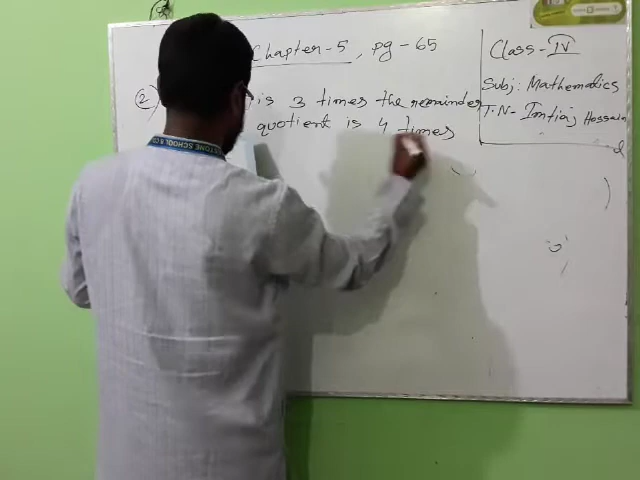 Chapter-5, pg-65
② is 3 times the remainder
quotient is 4 times
Class-IV
Subj: Mathematics
T.N- Imtiaj Hossain